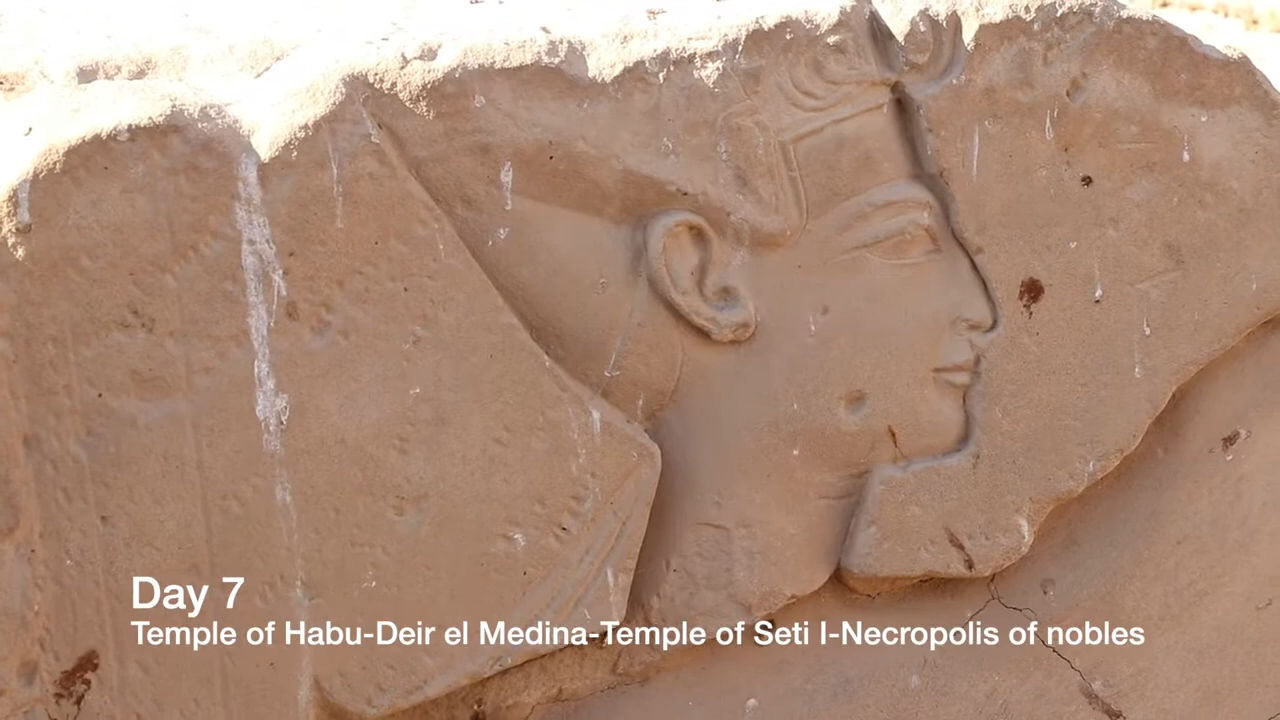 Day 7
Temple of Habu-Deir el Medina-Temple of Seti I-Necropolis of nobles